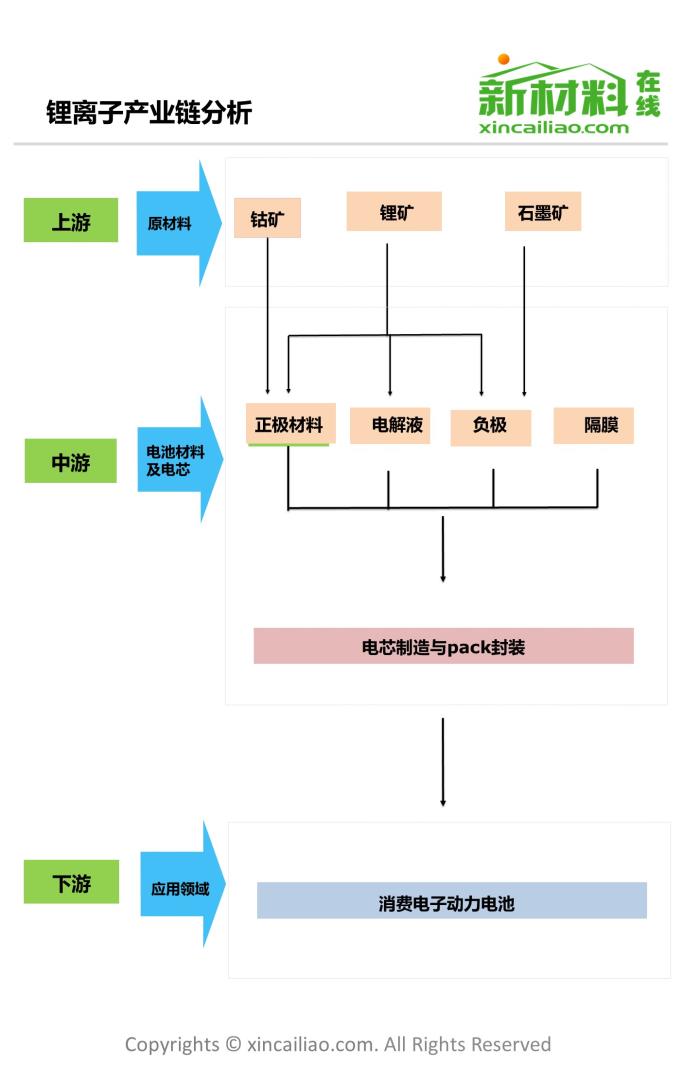 锂离子产业链分析
新材料在线
xincailiao.com
上游
原材料
钴矿
锂矿
石墨矿
中游
电池材料
及电芯
正极材料
电解液
负极
隔膜
电芯制造与pack封装
下游
应用领域
消费电子动力电池
Copyrights © xincailiao.com. All Rights Reserved